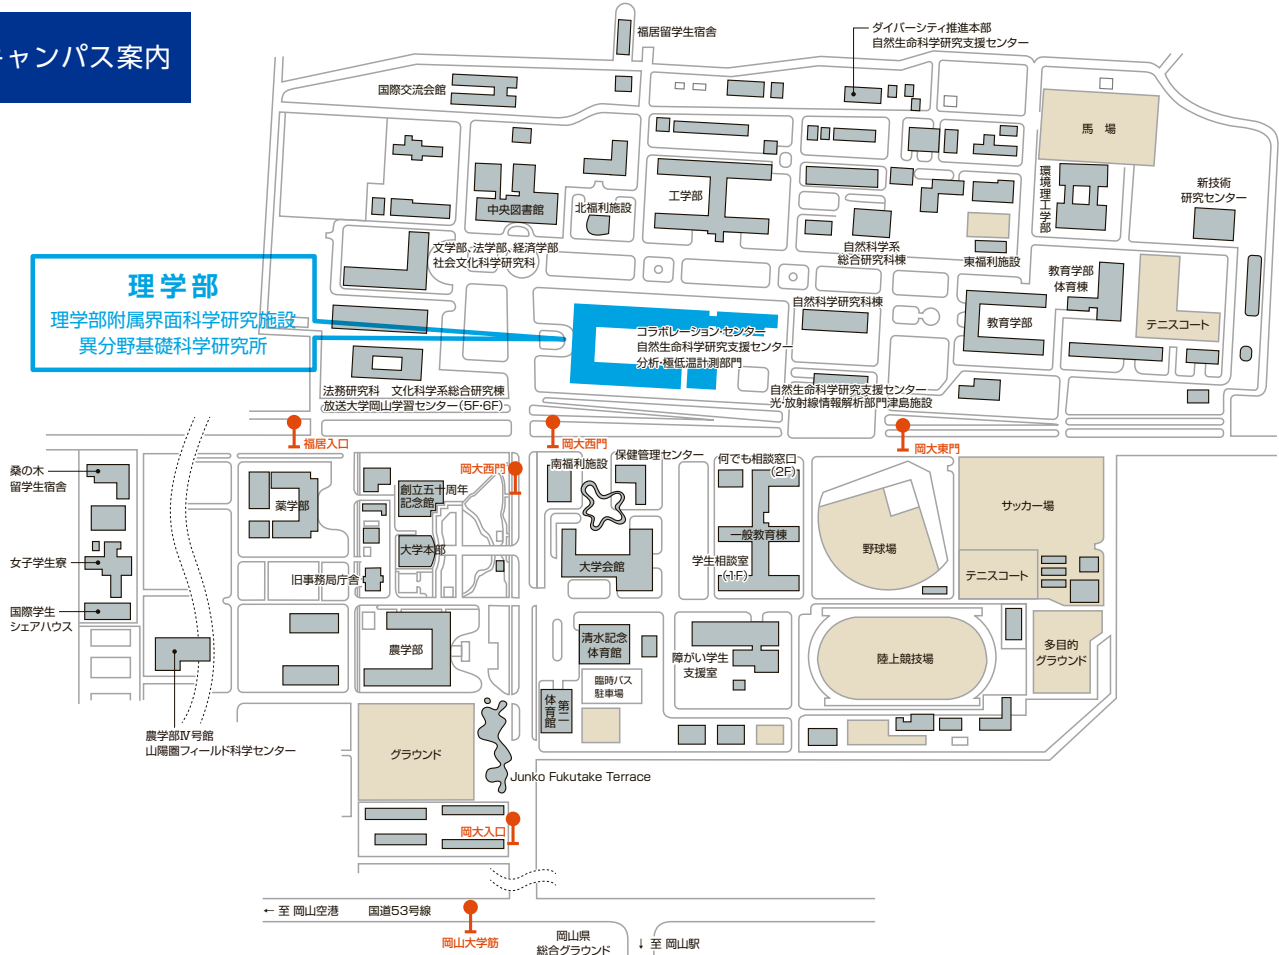 キャンパス案内
福居留学生宿舎
ダイバーシティ推進本部
自然生命科学研究支援センター
国際交流会館
馬 場
環境理工学部
新技術
研究センター
中央図書館
北福利施設
工学部
文学部、法学部、経済学部
社会文化科学研究科
自然科学系
総合研究科棟
東福利施設
教育学部
体育棟
理学部
理学部附属界面科学研究施設
異分野基礎科学研究所
自然科学研究科棟
コラボレーション・センター
自然生命科学研究支援センター
分析・極低温計測部門
教育学部
テニスコート
法務研究科 文化科学系総合研究棟
放送大学岡山学習センター(5F・6F)
自然生命科学研究支援センター
光・放射線情報解析部門津島施設
福居入口
岡大西門
岡大東門
桑の木
留学生宿舎
岡大西門
南福利施設
保健管理センター
何でも相談窓口
(2F)
薬学部
創立五十周年
記念館
サッカー場
一般教育棟
大学本部
野球場
女子学生寮
大学会館
学生相談室
(1F)
テニスコート
旧事務局庁舎
国際学生
シェアハウス
農学部
清水記念
体育館
障がい学生
支援室
陸上競技場
多目的
グラウンド
臨時バス
駐車場
第二
体育館
農学部Ⅳ号館
山陽圏フィールド科学センター
グラウンド
Junko Fukutake Terrace
岡大入口
← 至 岡山空港
国道53号線
岡山大学筋
岡山県
総合グラウンド
↓ 至 岡山駅